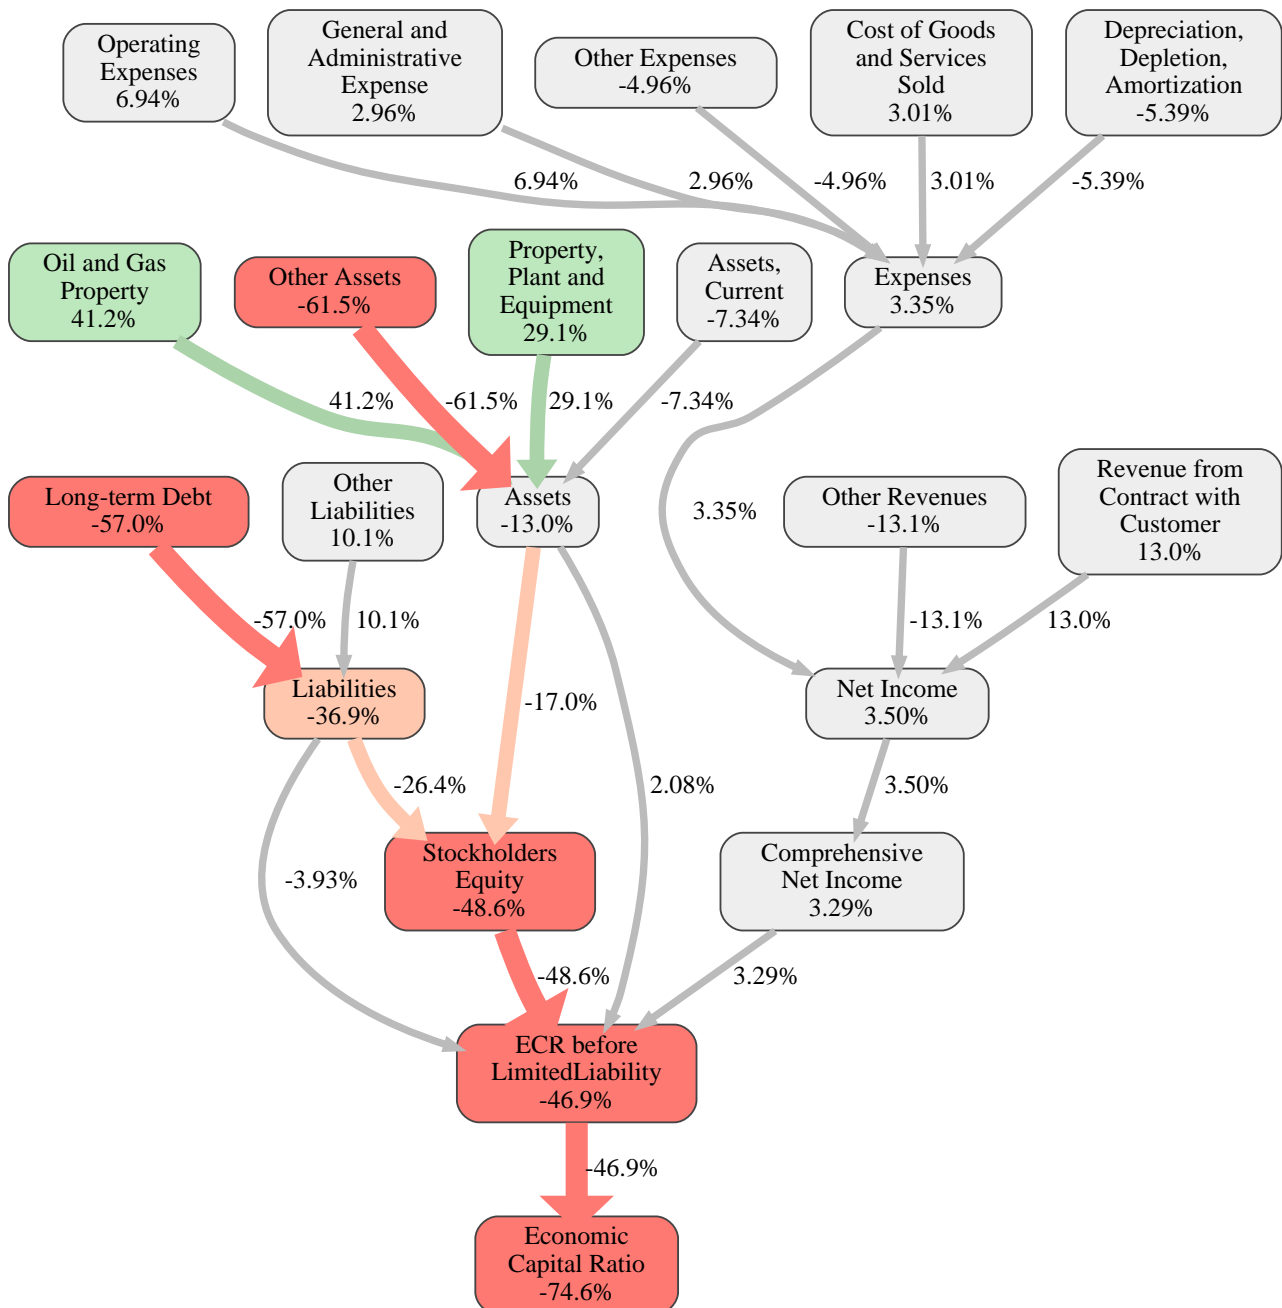 Operating
Expenses
6.94%
General and
Administrative
Expense
2.96%
Other Expenses
-4.96%
Cost of Goods
and Services
Sold
3.01%
Depreciation,
Depletion,
Amortization
-5.39%
6.94%
2.96%
-4.96%
3.01%
-5.39%
Oil and Gas
Property
41.2%
Other Assets
-61.5%
Property,
Plant and
Equipment
29.1%
Assets,
Current
-7.34%
Expenses
3.35%
41.2%
-61.5%
29.1%
-7.34%
Long-term Debt
-57.0%
Other
Liabilities
10.1%
Assets
-13.0%
3.35%
Other Revenues
-13.1%
Revenue from
Contract with
Customer
13.0%
-57.0%
10.1%
-13.1%
13.0%
Liabilities
-36.9%
-17.0%
Net Income
3.50%
-26.4%
2.08%
3.50%
-3.93%
Stockholders
Equity
-48.6%
Comprehensive
Net Income
3.29%
-48.6%
3.29%
ECR before
LimitedLiability
-46.9%
-46.9%
Economic
Capital Ratio
-74.6%